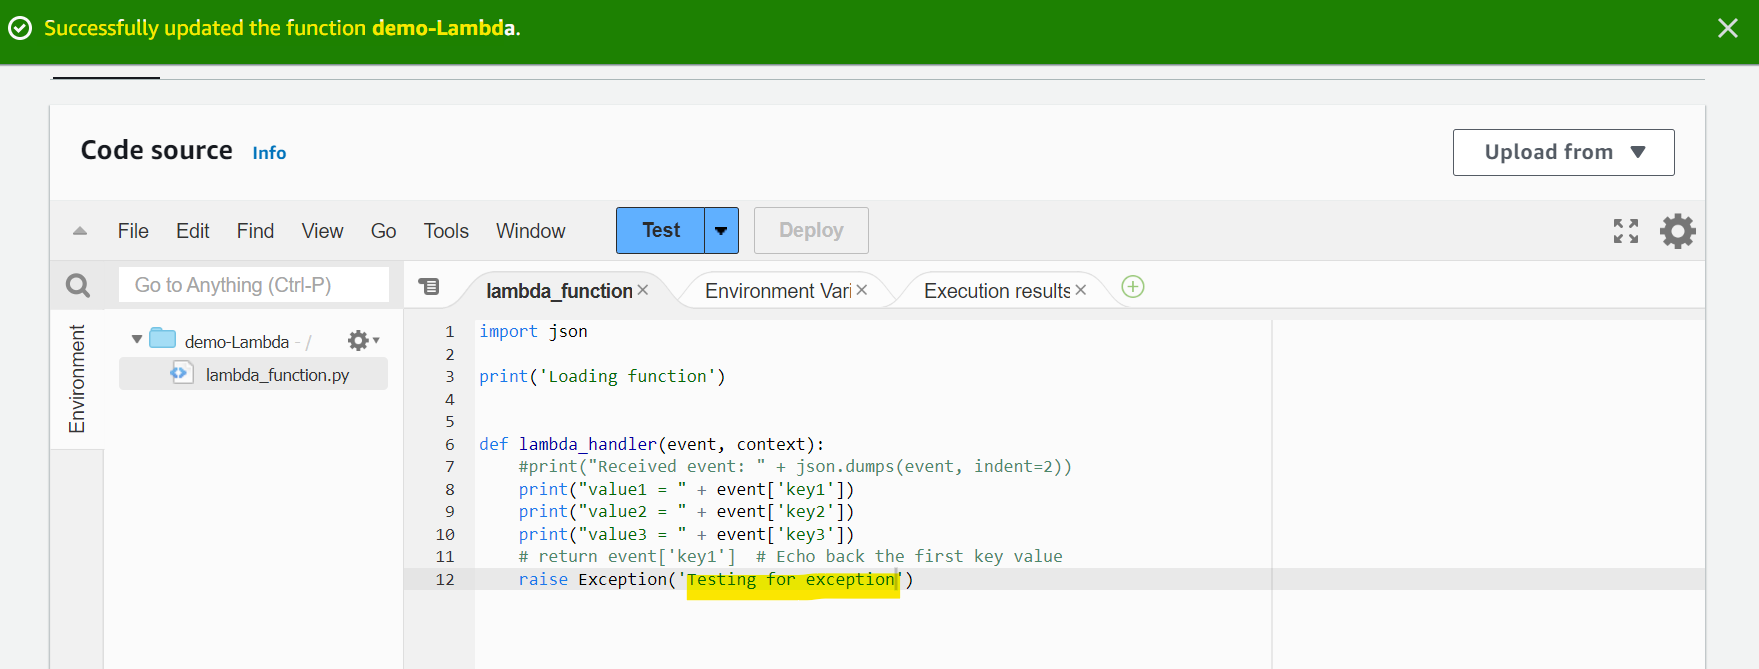 Successfully updated the function demo-Lambda.
Code source Info
Upload from
File Edit Find View Go Tools Window Test Deploy
Go to Anything (Ctrl-P)
lambda_function Environment Vari Execution results
Environment
demo-Lambda - /
lambda_function.py
1 import json
2
3 print('Loading function')
4
5
6 def lambda_handler(event, context):
7 #print("Received event: " + json.dumps(event, indent=2))
8 print("value1 = " + event['key1'])
9 print("value2 = " + event['key2'])
10 print("value3 = " + event['key3'])
11 # return event['key1']  # Echo back the first key value
12 raise Exception('Testing for exception')